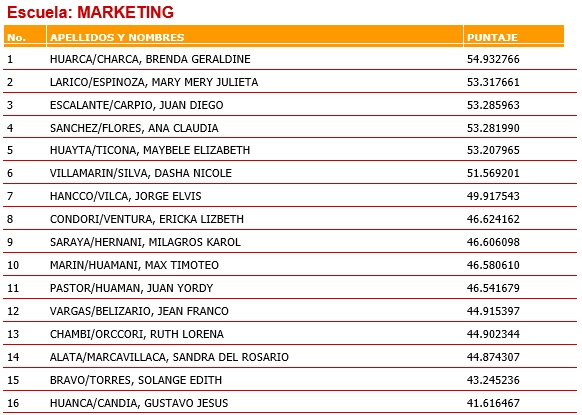 Escuela: MARKETING
No. APELLIDOS Y NOMBRES PUNTAJE
1 HUARCA/CHARCA, BRENDA GERALDINE 54.932766
2 LARICO/ESPINOZA, MARY MERY JULIETA 53.317661
3 ESCALANTE/CARPIO, JUAN DIEGO 53.285963
4 SANCHEZ/FLORES, ANA CLAUDIA 53.281990
5 HUAYTA/TICONA, MAYBELE ELIZABETH 53.207965
6 VILLAMARIN/SILVA, DASHA NICOLE 51.569201
7 HANCCO/VILCA, JORGE ELVIS 49.917543
8 CONDORI/VENTURA, ERICKA LIZBETH 46.624162
9 SARAYA/HERNANI, MILAGROS KAROL 46.606098
10 MARIN/HUAMANI, MAX TIMOTEO 46.580610
11 PASTOR/HUAMAN, JUAN YORDY 46.541679
12 VARGAS/BELIZARIO, JEAN FRANCO 44.915397
13 CHAMBI/ORCCORI, RUTH LORENA 44.902344
14 ALATA/MARCAVILLACA, SANDRA DEL ROSARIO 44.874307
15 BRAVO/TORRES, SOLANGE EDITH 43.245236
16 HUANCA/CANDIA, GUSTAVO JESUS 41.616467